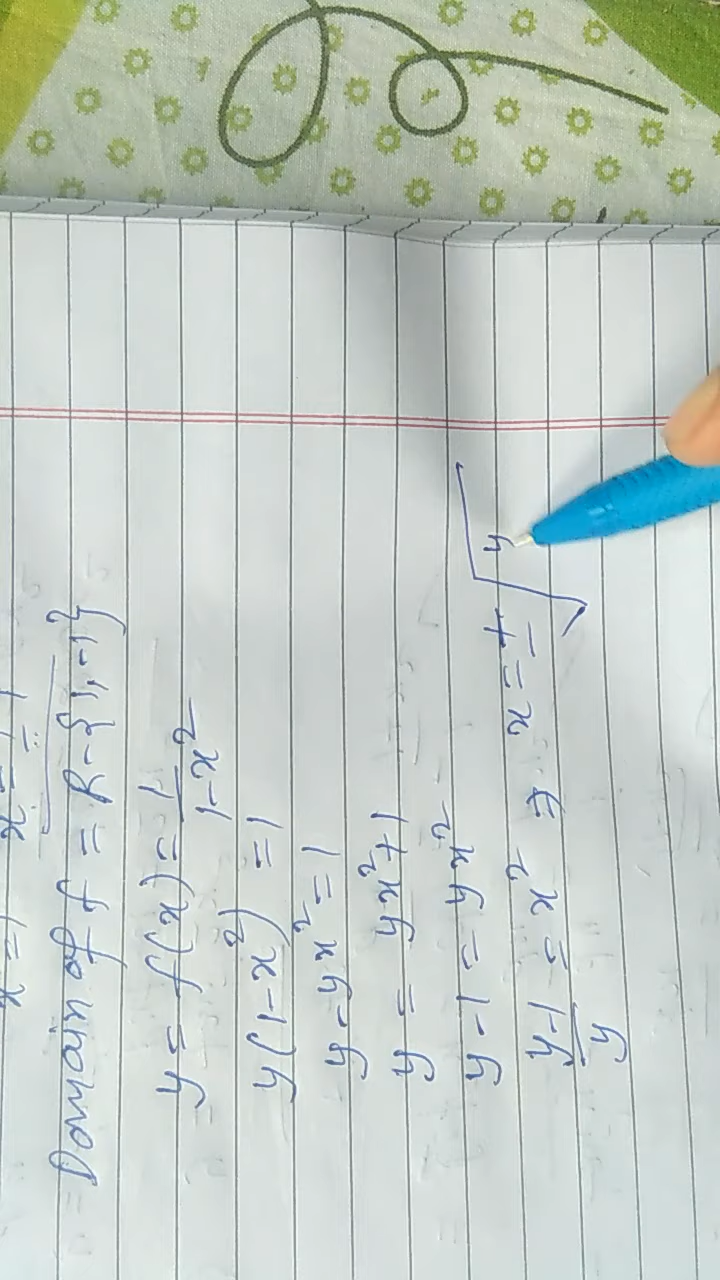 x = 1
= Domain of f = R - {1, -1}
y = f(x) = 1/1-x²
y(1-x²) = 1
y - yx² = 1
y = yx² + 1
y - 1 = yx²
y-1/y = x² x = ± √y